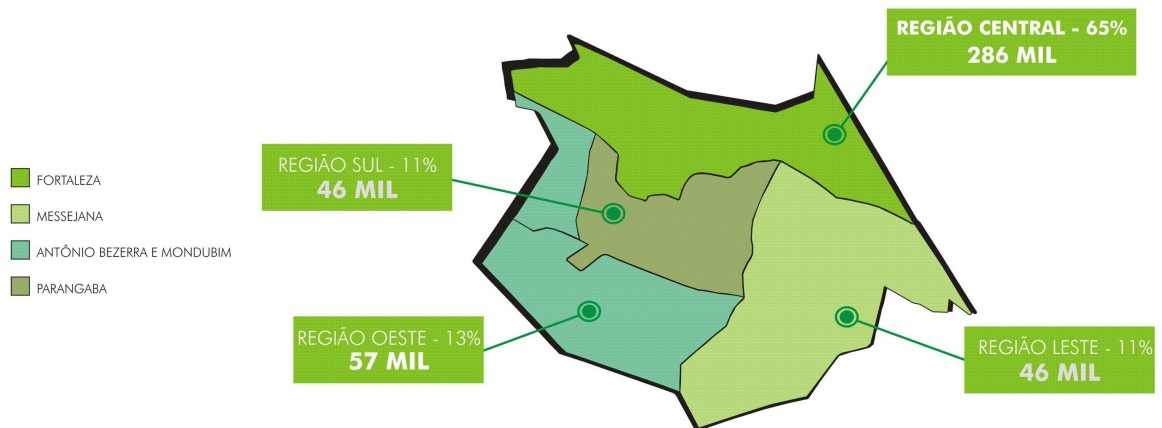 REGIÃO CENTRAL - 65%
286 MIL
REGIÃO SUL - 11%
46 MIL
FORTALEZA
MESSEJANA
ANTÔNIO BEZERRA E MONDUBIM
PARANGABA
REGIÃO OESTE - 13%
57 MIL
REGIÃO LESTE - 11%
46 MIL